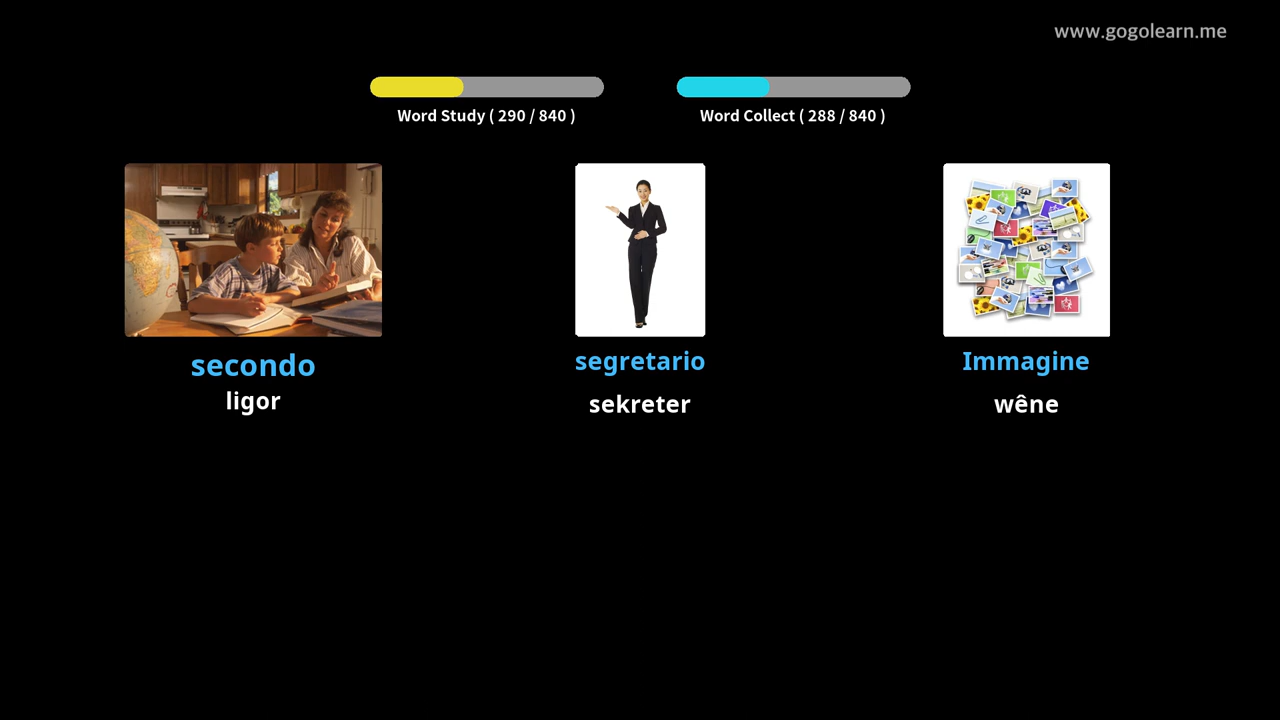 www.gogolearn.me
Word Study ( 290 / 840 )
Word Collect ( 288 / 840 )
secondo
ligor
segretario
sekreter
Immagine
wêne